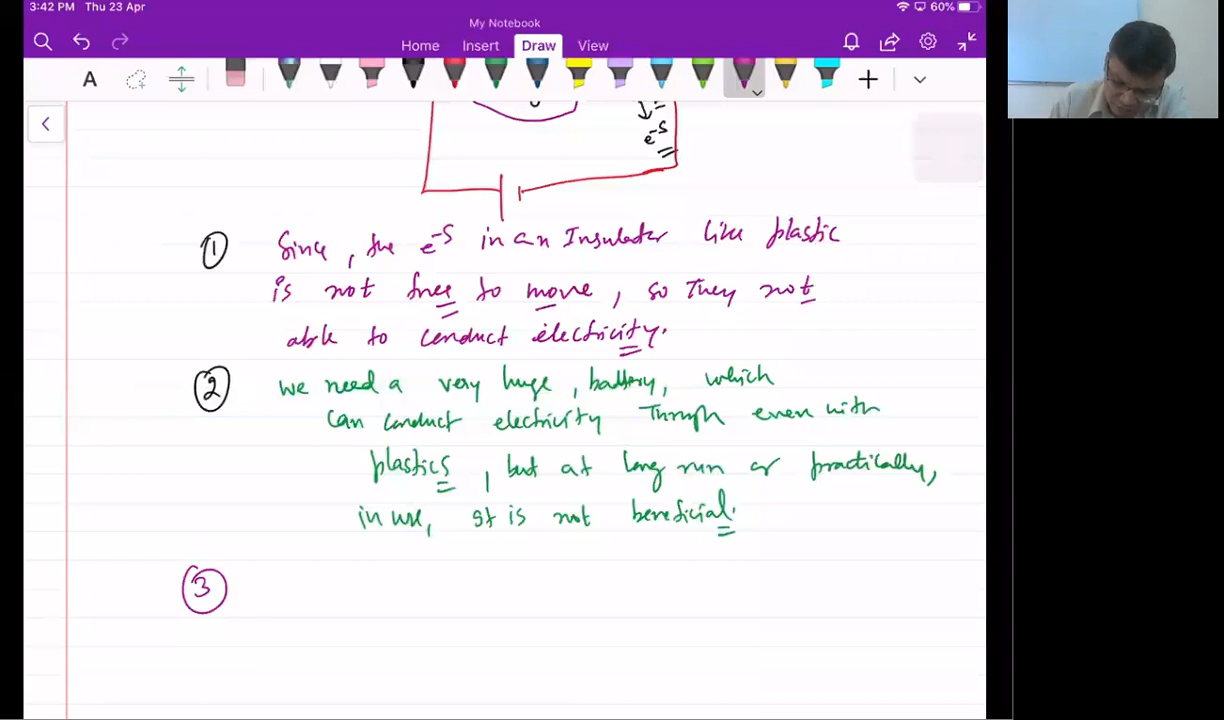 3:42 PM Thu 23 Apr
60%
My Notebook
Home Insert Draw View
A
e⁻s
① Since, the e⁻s in an Insulator like plastic
is not free to move, so They not
able to conduct electricity.
② we need a very huge, battery, which
can conduct electricity Through even with
plastics, but at long run or practically,
in use, It is not beneficial.
③